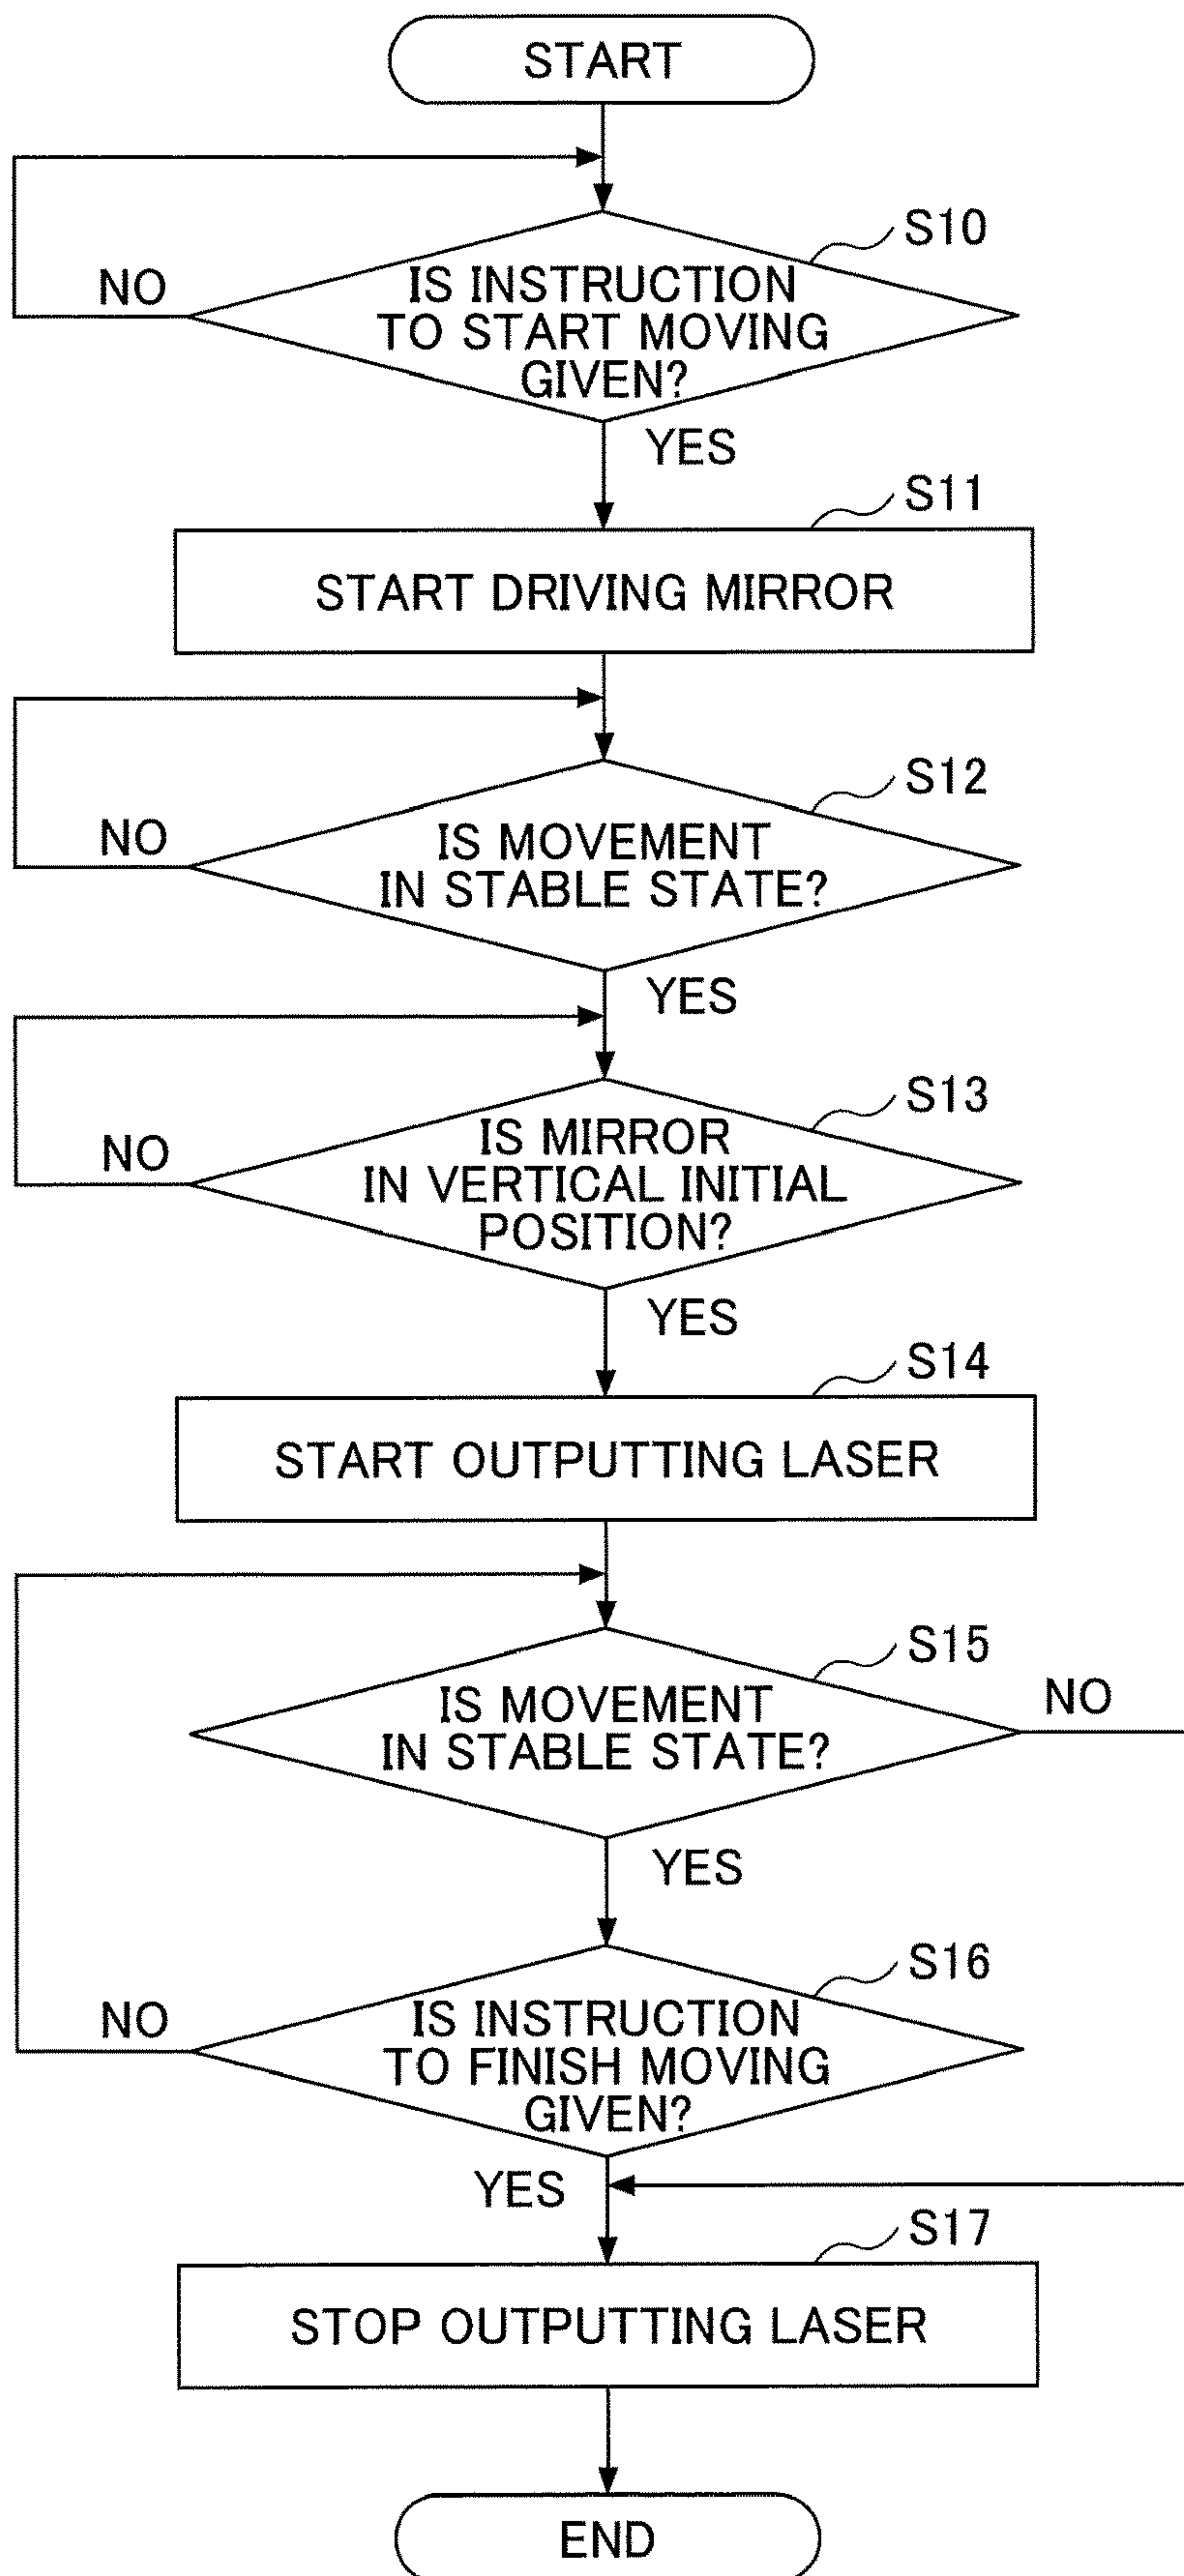 START
S10
NO
IS INSTRUCTION
TO START MOVING
GIVEN?
YES
S11
START DRIVING MIRROR
S12
NO
IS MOVEMENT
IN STABLE STATE?
YES
S13
NO
IS MIRROR
IN VERTICAL INITIAL
POSITION?
YES
S14
START OUTPUTTING LASER
S15
NO
IS MOVEMENT
IN STABLE STATE?
YES
S16
NO
IS INSTRUCTION
TO FINISH MOVING
GIVEN?
YES
S17
STOP OUTPUTTING LASER
END